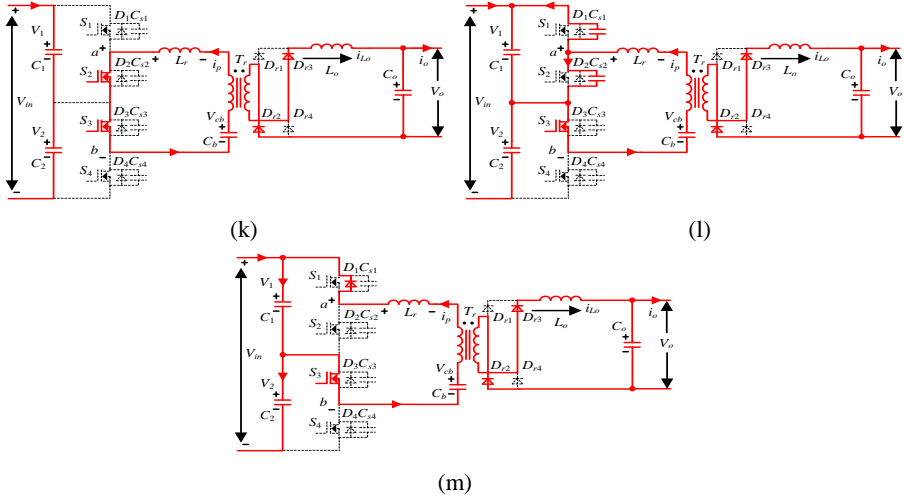 V1 C1 V2 C2 Vin S1 D1Cs1 a S2 D2Cs2 S3 D3Cs3 b S4 D4Cs4 Lr ip Tr Vcb Cb Dr1 Dr3 Dr2 Dr4 Lo iLo Co io Vo
(k)
V1 C1 V2 C2 Vin S1 D1Cs1 a S2 D2Cs2 S3 D3Cs3 b S4 D4Cs4 Lr ip Tr Vcb Cb Dr1 Dr3 Dr2 Dr4 Lo iLo Co io Vo
(l)
V1 C1 V2 C2 Vin S1 D1Cs1 a S2 D2Cs2 S3 D3Cs3 b S4 D4Cs4 Lr ip Tr Vcb Cb Dr1 Dr3 Dr2 Dr4 Lo iLo Co io Vo
(m)